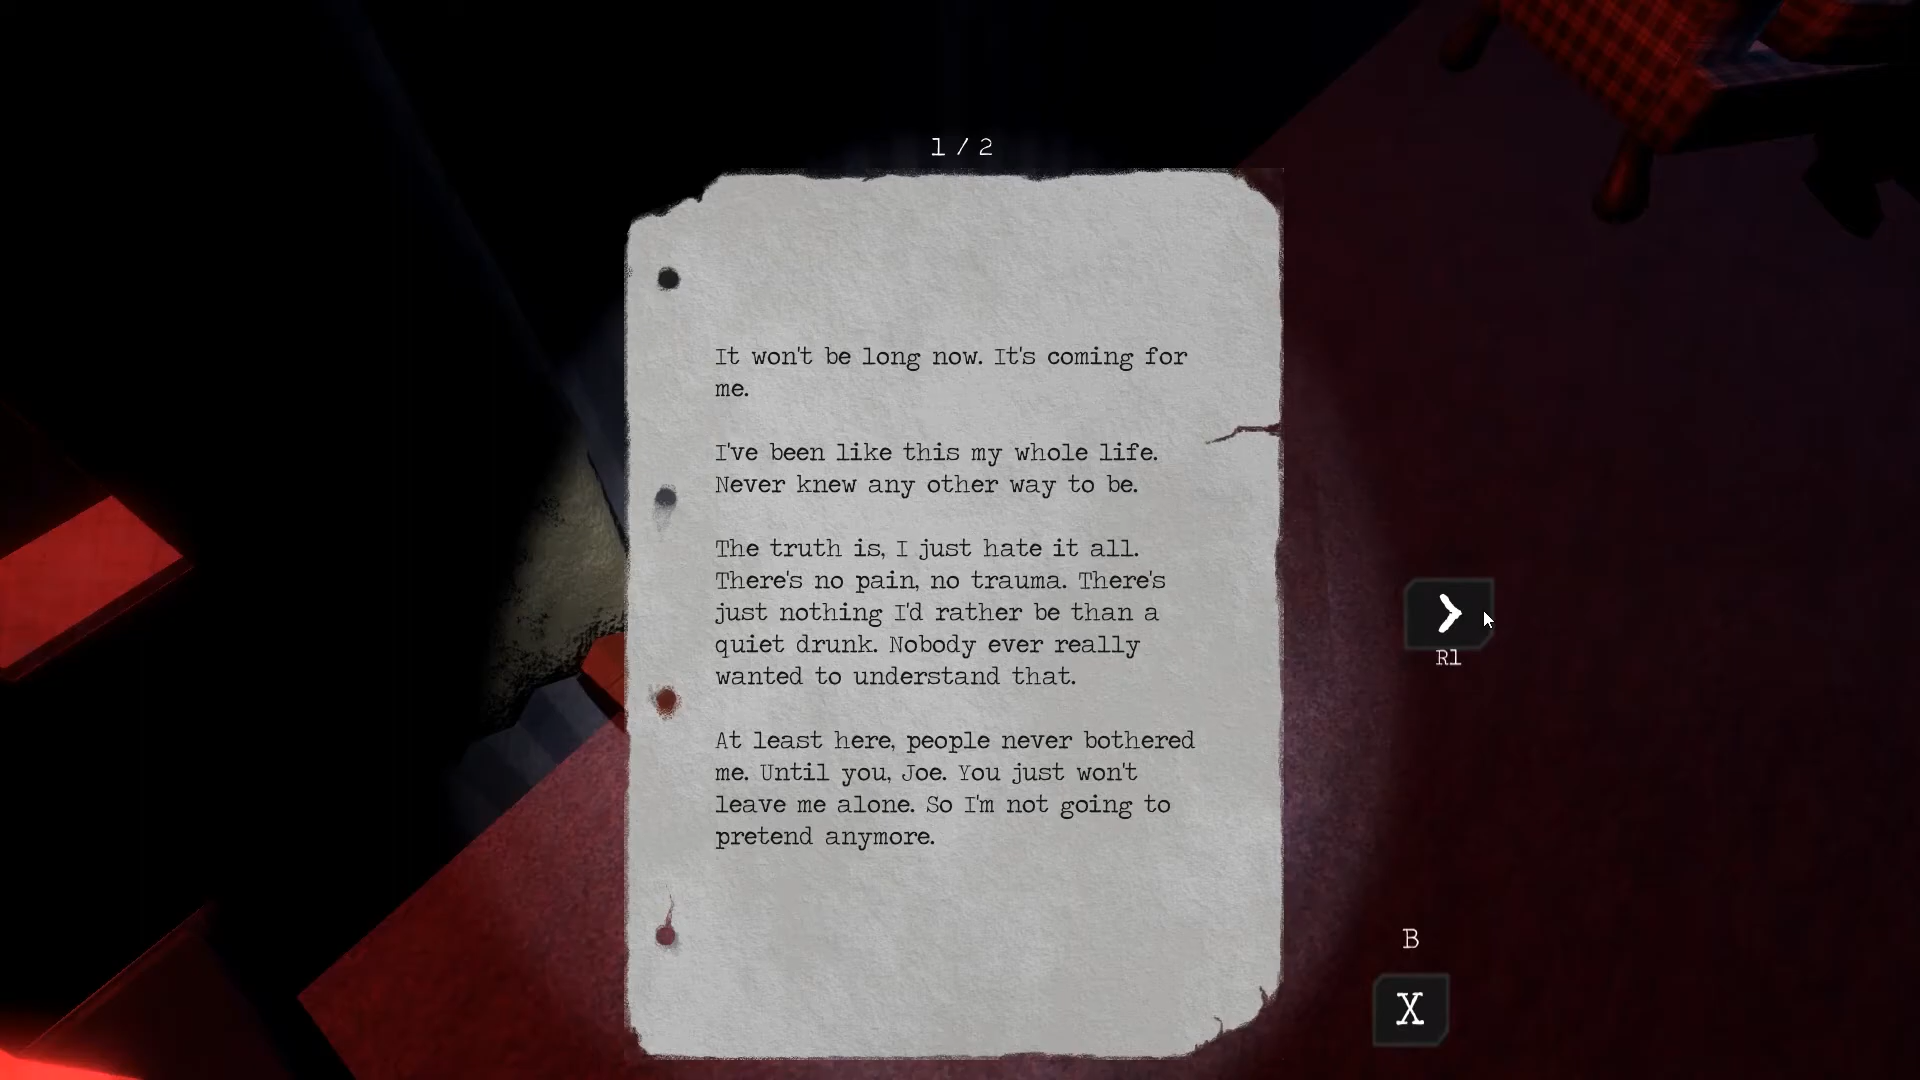 1 / 2
It won't be long now. It's coming for
me.
I've been like this my whole life.
Never knew any other way to be.
The truth is, I just hate it all.
There's no pain, no trauma. There's
just nothing I'd rather be than a
quiet drunk. Nobody ever really
wanted to understand that.
At least here, people never bothered
me. Until you, Joe. You just won't
leave me alone. So I'm not going to
pretend anymore.
R1
B
X